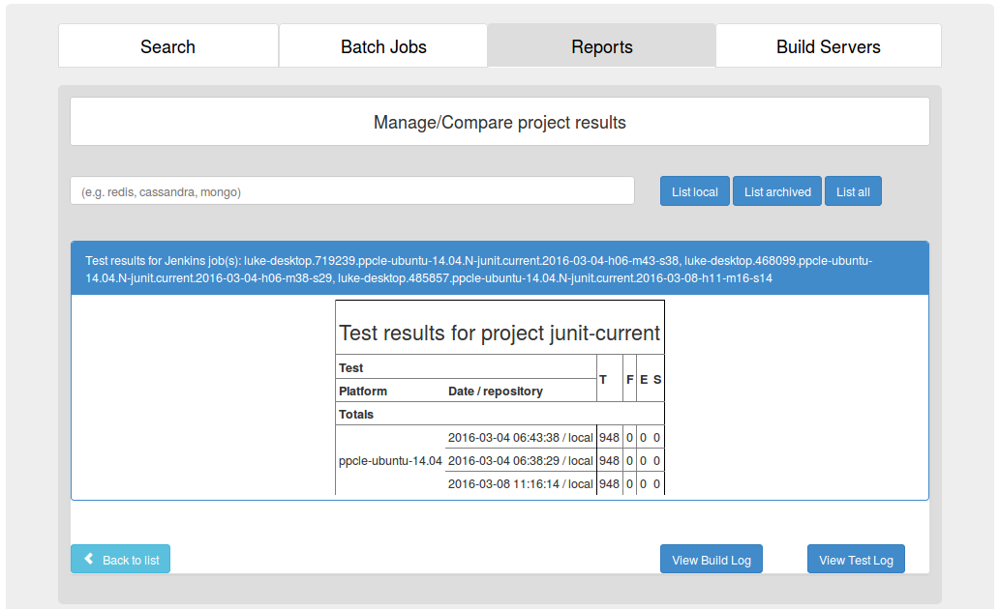 Search Batch Jobs Reports Build Servers
Manage/Compare project results
(e.g. redis, cassandra, mongo) List local List archived List all
Test results for Jenkins job(s): luke-desktop.719239.ppcle-ubuntu-14.04.N-junit.current.2016-03-04-h06-m43-s38, luke-desktop.468099.ppcle-ubuntu-
14.04.N-junit.current.2016-03-04-h06-m38-s29, luke-desktop.485857.ppcle-ubuntu-14.04.N-junit.current.2016-03-08-h11-m16-s14
Test results for project junit-current
Test T F E S
Platform Date / repository
Totals
ppcle-ubuntu-14.04
2016-03-04 06:43:38 / local 948 0 0 0
2016-03-04 06:38:29 / local 948 0 0 0
2016-03-08 11:16:14 / local 948 0 0 0
Back to list View Build Log View Test Log